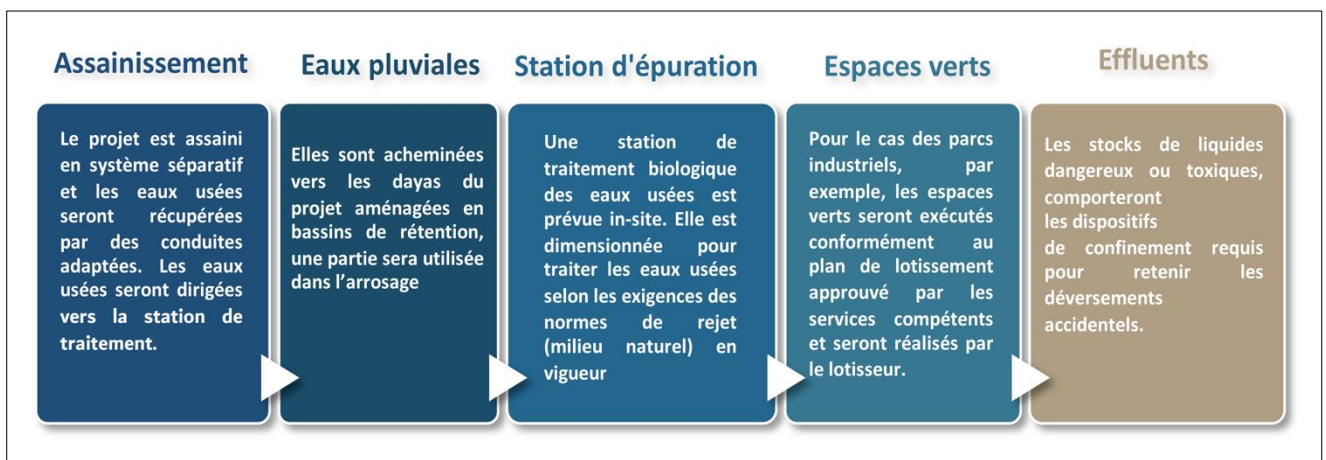 Assainissement
Le projet est assaini
en système séparatif
et les eaux usées
seront récupérées
par des conduites
adaptées. Les eaux
usées seront dirigées
vers la station de
traitement.
Eaux pluviales
Elles sont acheminées
vers les dayas du
projet aménagées en
bassins de rétention,
une partie sera utilisée
dans l’arrosage
Station d'épuration
Une station de
traitement biologique
des eaux usées est
prévue in-site. Elle est
dimensionnée pour
traiter les eaux usées
selon les exigences des
normes de rejet
(milieu naturel) en
vigueur
Espaces verts
Pour le cas des parcs
industriels, par
exemple, les espaces
verts seront exécutés
conformément au
plan de lotissement
approuvé par les
services compétents
et seront réalisés par
le lotisseur.
Effluents
Les stocks de liquides
dangereux ou toxiques,
comporteront
les dispositifs
de confinement requis
pour retenir les
déversements
accidentels.